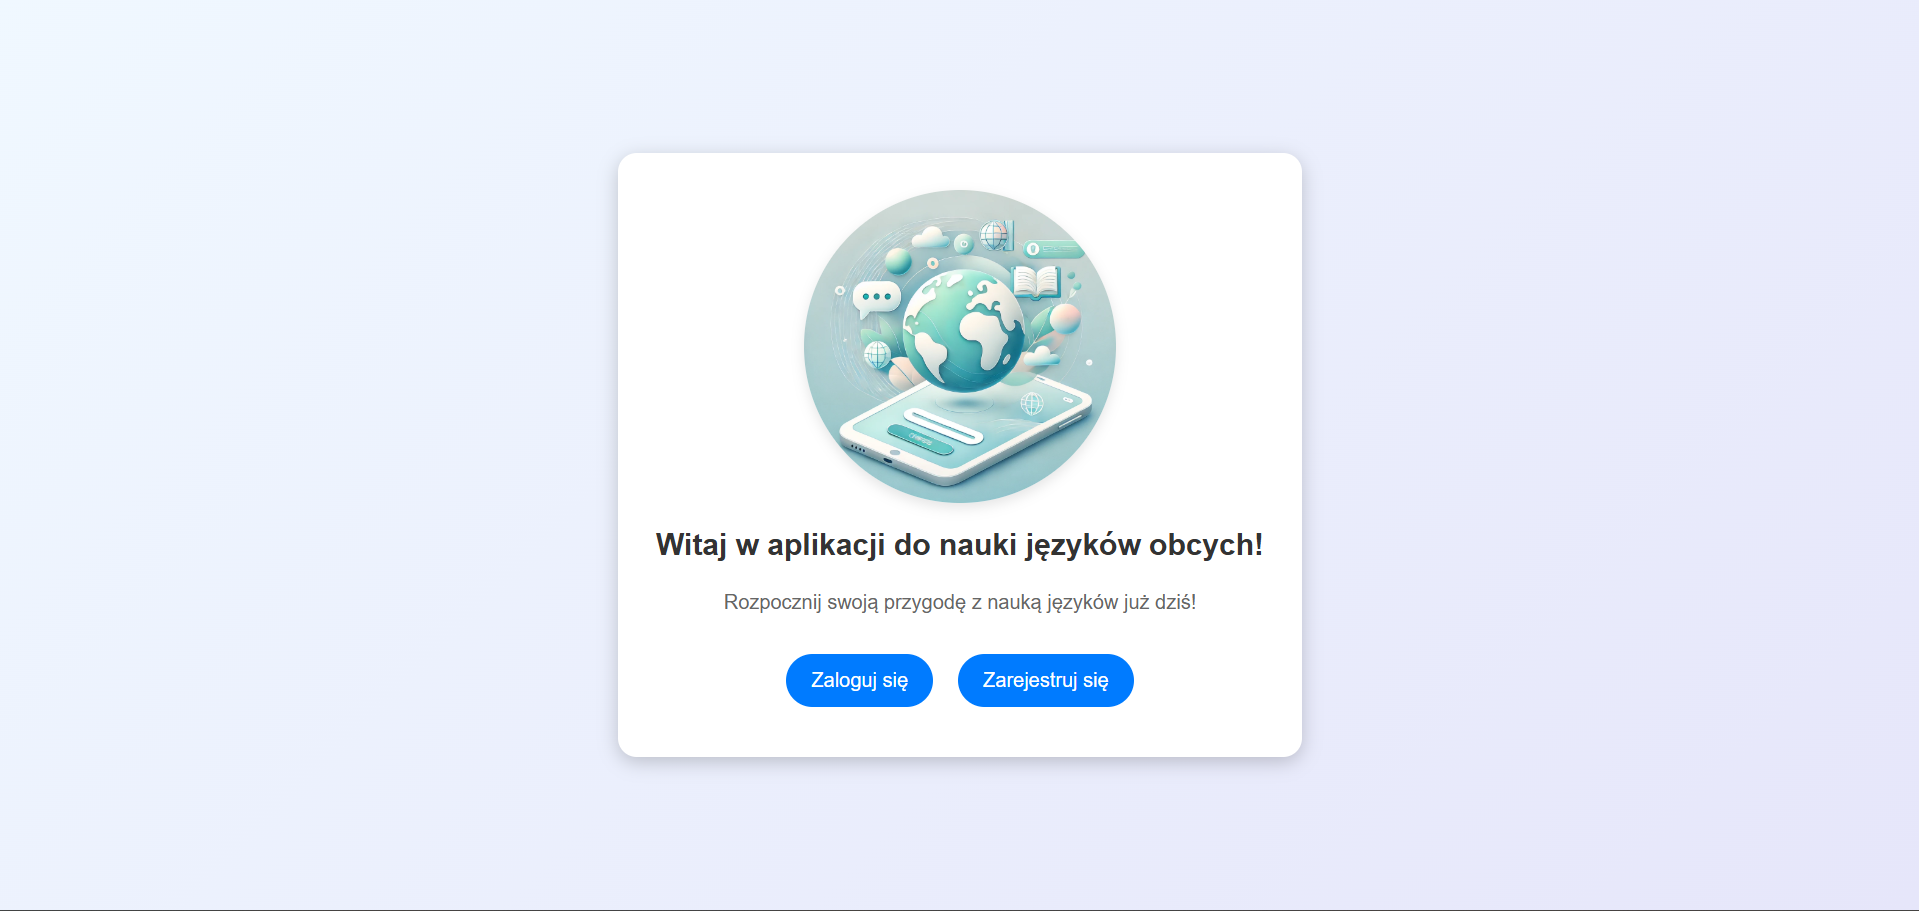 Witaj w aplikacji do nauki języków obcych!
Rozpocznij swoją przygodę z nauką języków już dziś!
Zaloguj się
Zarejestruj się